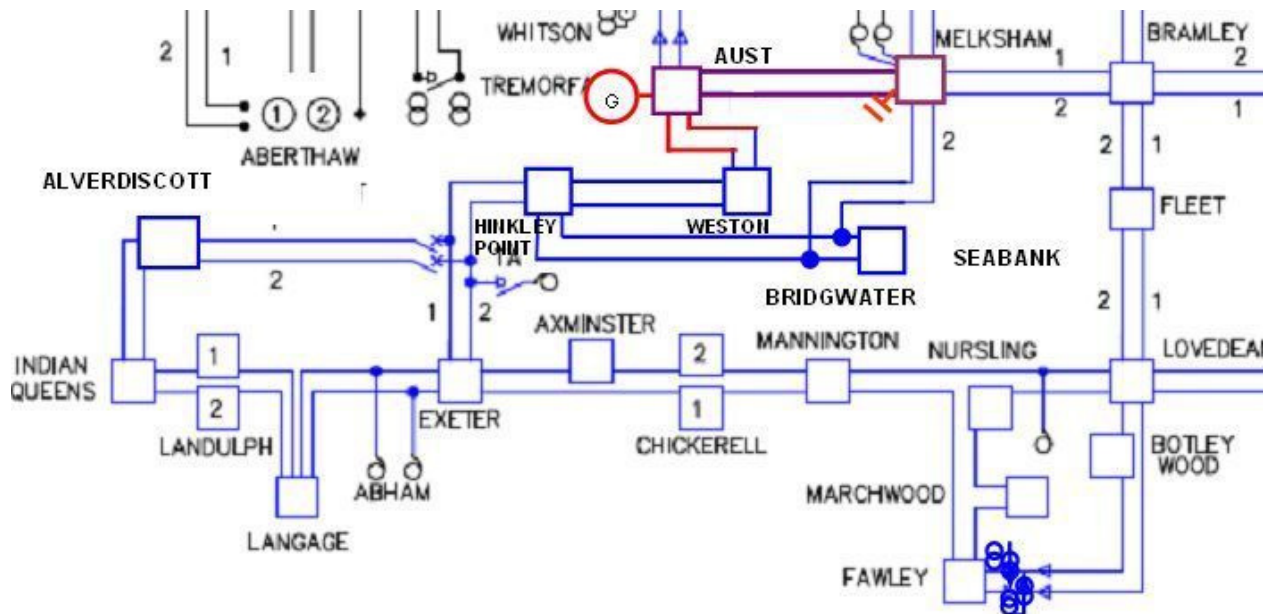 WHITSON
AUST
MELKSHAM
BRAMLEY
2
1
1
2
TREMORFA
G
1
2
2
1
ABERTHAW
2
2
1
ALVERDISCOTT
HINKLEY
POINT
WESTON
FLEET
SEABANK
1A
2
BRIDGWATER
1
2
2
1
AXMINSTER
MANNINGTON
NURSLING
LOVEDEAN
INDIAN
QUEENS
1
2
2
1
EXETER
LANDULPH
CHICKERELL
BOTLEY
WOOD
ABHAM
MARCHWOOD
LANGAGE
FAWLEY